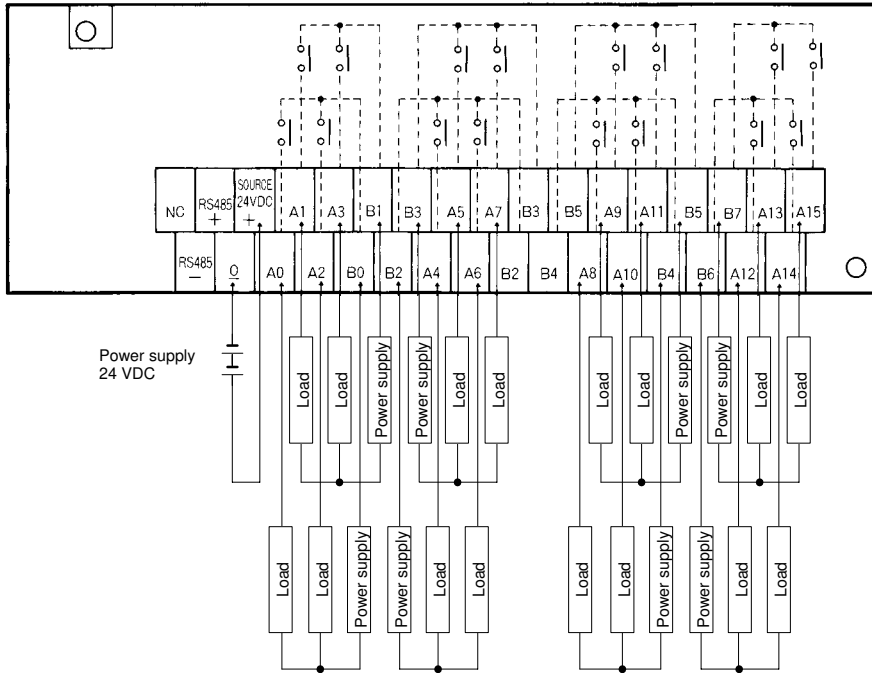 SOURCE
24VDC
+
NC
RS485
+
A1
A3
B1
B3
A5
A7
B3
B5
A9
A11
B5
B7
A13
A15
RS485
−
0
A0
A2
B0
B2
A4
A6
B2
B4
A8
A10
B4
B6
A12
A14
Power supply
24 VDC
Load
Load
Power supply
Power supply
Load
Load
Load
Load
Power supply
Power supply
Load
Load
Load
Load
Power supply
Power supply
Load
Load
Load
Load
Power supply
Power supply
Load
Load